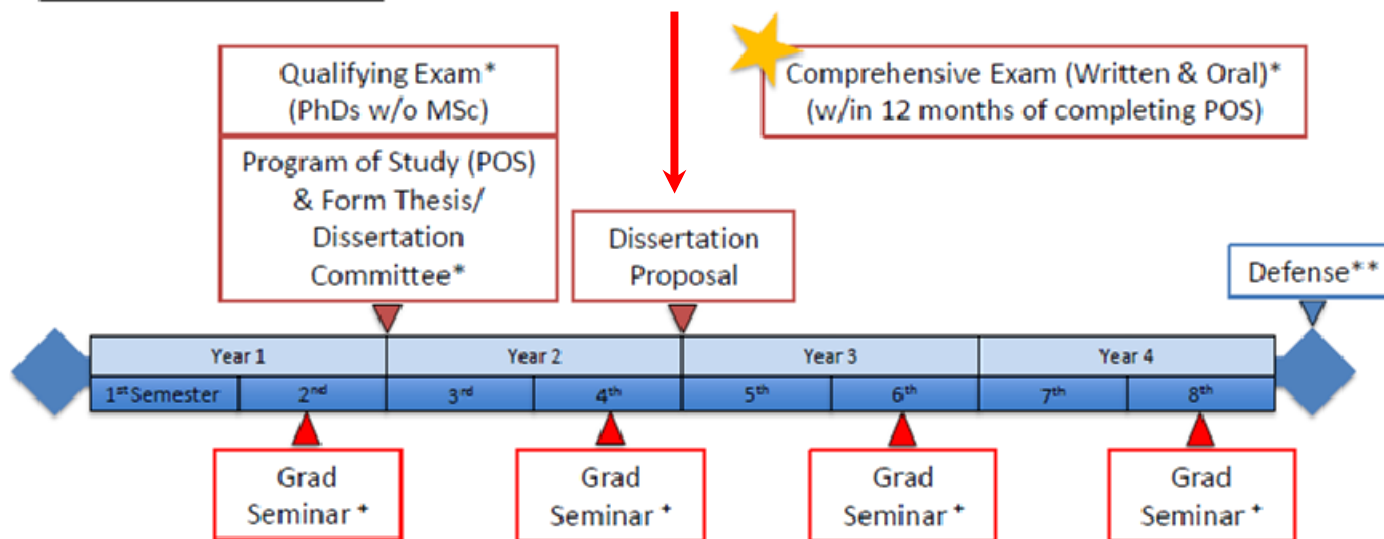 Qualifying Exam*
(PhDs w/o MSc)
Program of Study (POS)
& Form Thesis/
Dissertation
Committee*
Dissertation
Proposal
Comprehensive Exam (Written & Oral)*
(w/in 12 months of completing POS)
Defense**
Year 1
Year 2
Year 3
Year 4
1st Semester
2nd
3rd
4th
5th
6th
7th
8th
Grad
Seminar +
Grad
Seminar +
Grad
Seminar +
Grad
Seminar +